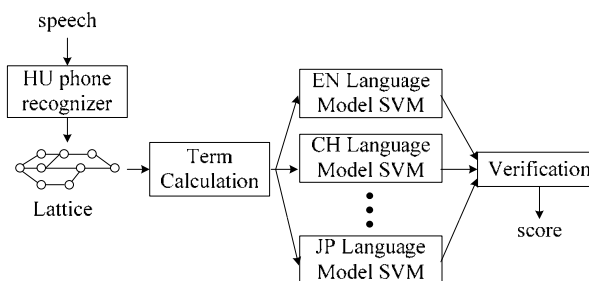 speech
HU phone
recognizer
Lattice
Term
Calculation
EN Language
Model SVM
CH Language
Model SVM
JP Language
Model SVM
Verification
score